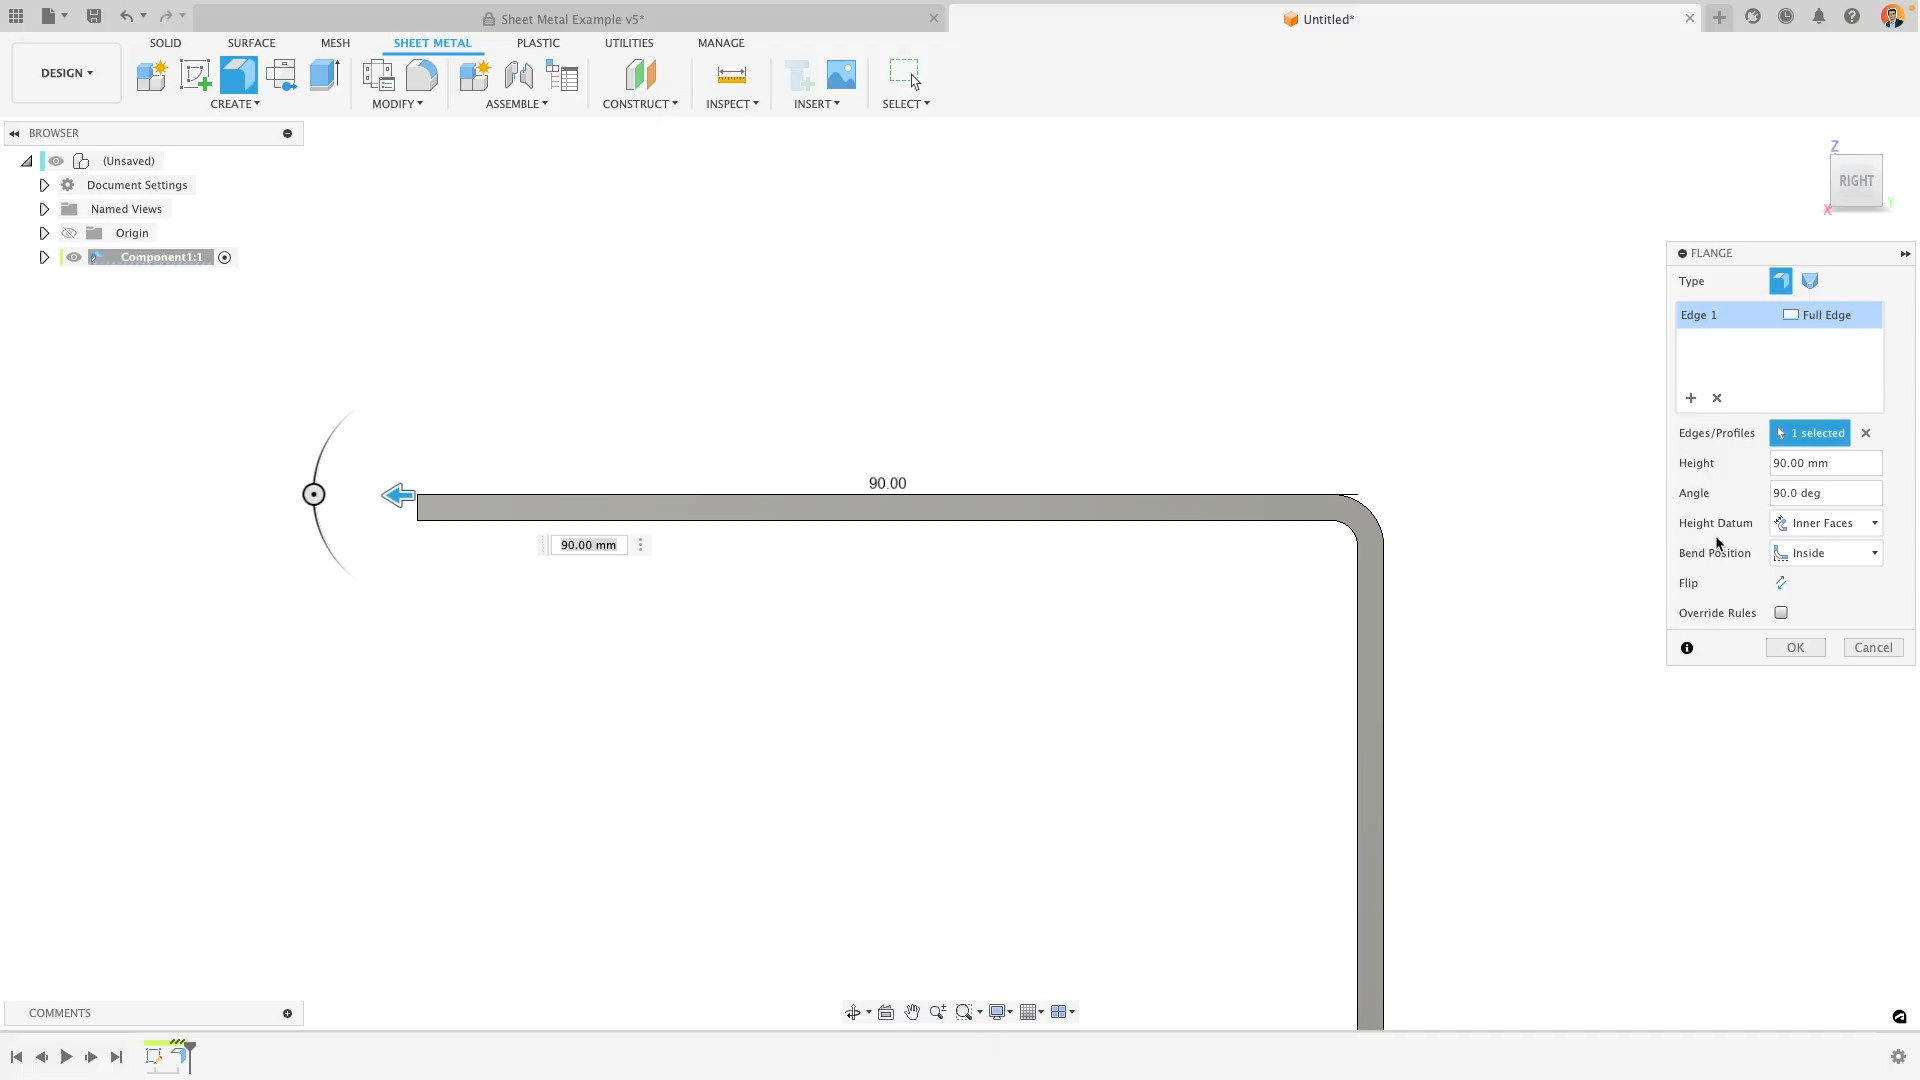 Sheet Metal Example v5*
Untitled*
DESIGN
SOLID
SURFACE
MESH
SHEET METAL
PLASTIC
UTILITIES
MANAGE
CREATE
MODIFY
ASSEMBLE
CONSTRUCT
INSPECT
INSERT
SELECT
BROWSER
(Unsaved)
Document Settings
Named Views
Origin
Component1:1
Z
RIGHT
X
Y
FLANGE
Type
Edge 1 Full Edge
Edges/Profiles 1 selected
Height 90.00 mm
Angle 90.0 deg
Height Datum Inner Faces
Bend Position Inside
Flip
Override Rules
OK Cancel
90.00
90.00 mm
COMMENTS